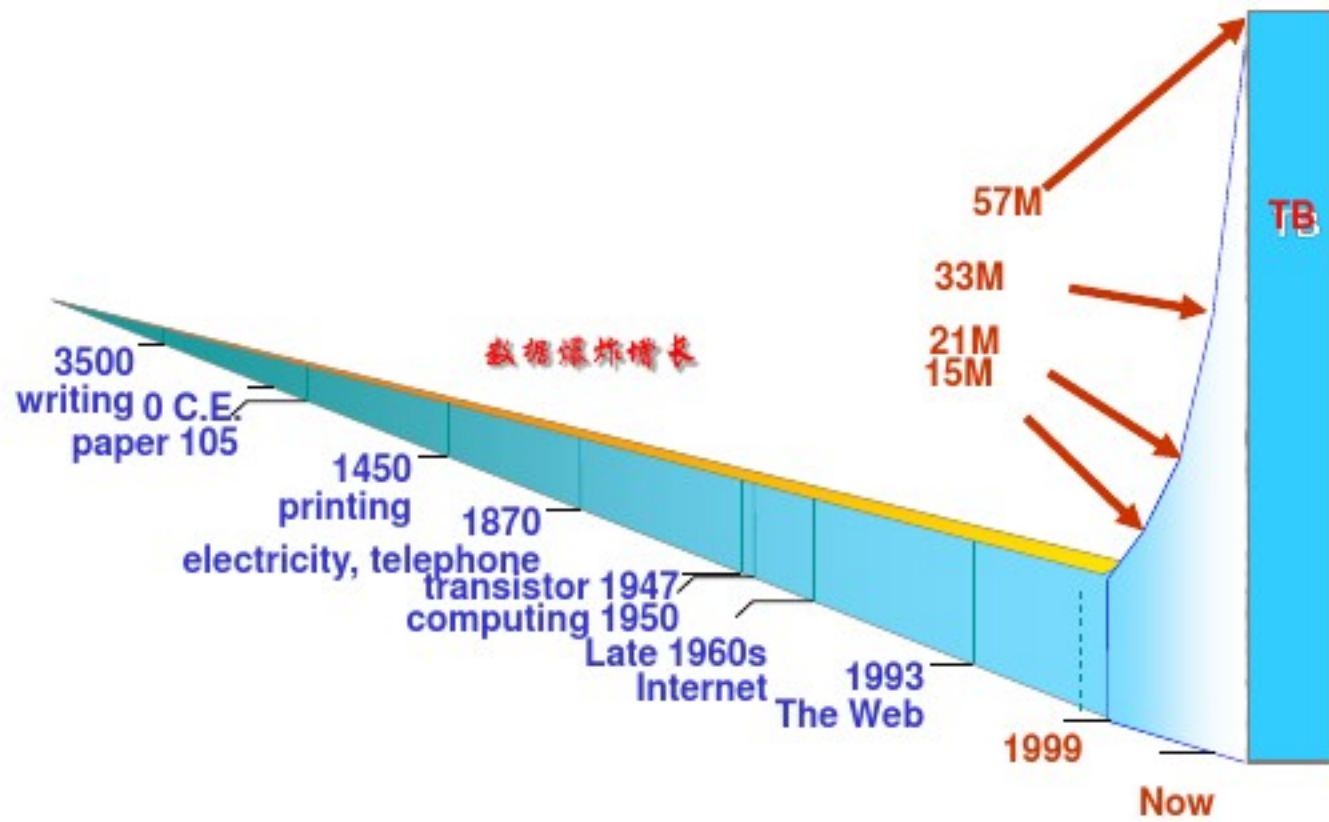 57M
TB
33M
数据爆炸增长
21M
15M
3500
writing
0 C.E.
paper 105
1450
printing
1870
electricity, telephone
transistor 1947
computing 1950
Late 1960s
Internet
1993
The Web
1999
Now